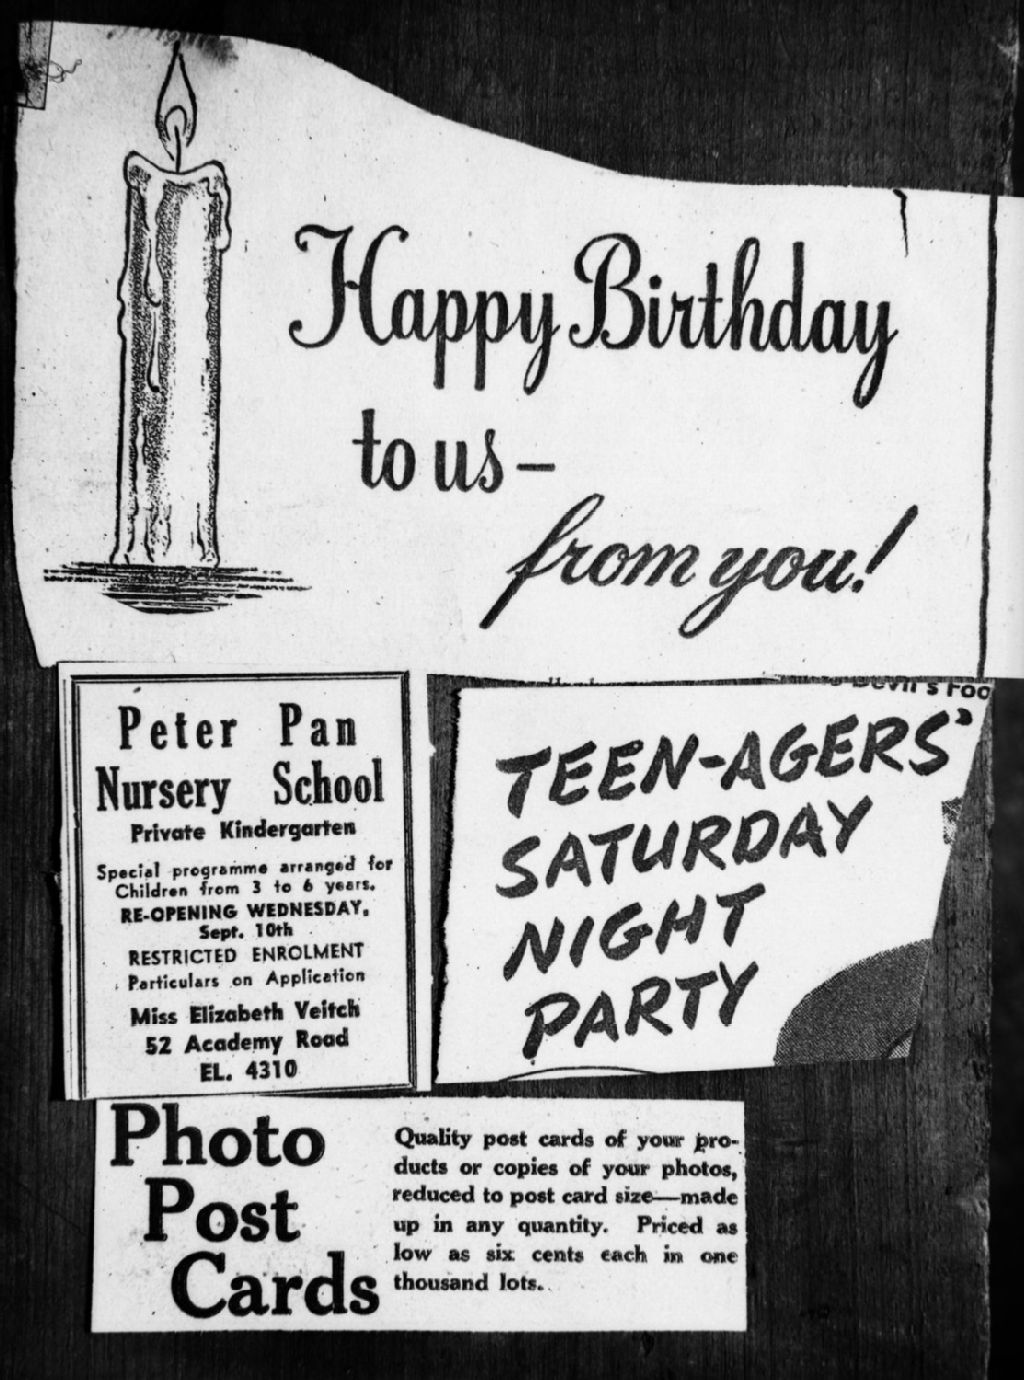 Happy Birthday
to us –
from you!
Peter Pan
Nursery School
Private Kindergarten
Special programme arranged for
Children from 3 to 6 years.
RE-OPENING WEDNESDAY,
Sept. 10th
RESTRICTED ENROLMENT
Particulars on Application
Miss Elizabeth Veitch
52 Academy Road
EL. 4310
Devil's Foo
TEEN-AGERS'
SATURDAY
NIGHT
PARTY
Photo
Post
Cards
Quality post cards of your pro-
ducts or copies of your photos,
reduced to post card size—made
up in any quantity. Priced as
low as six cents each in one
thousand lots.